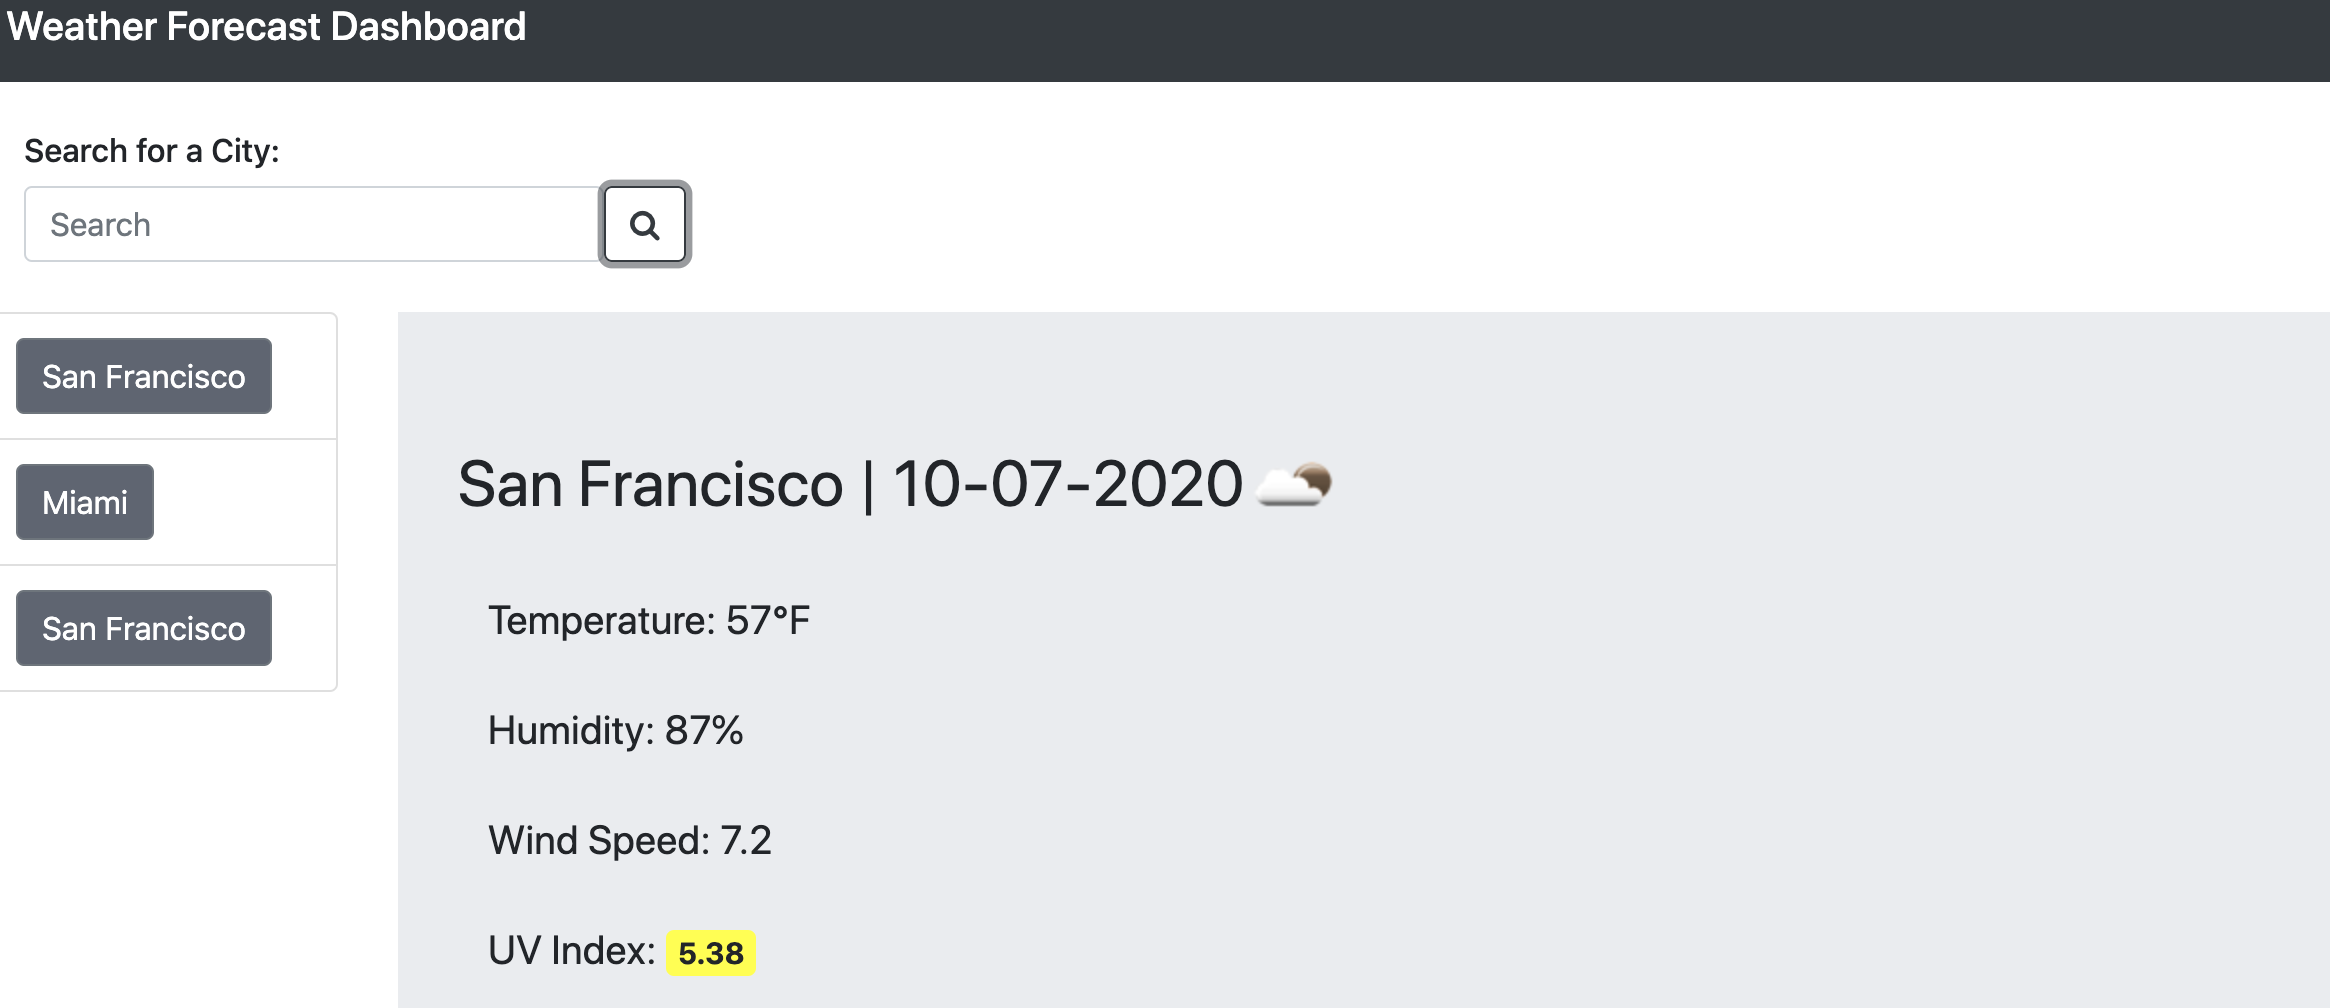 Weather Forecast Dashboard
Search for a City:
Search
San Francisco
Miami
San Francisco
San Francisco | 10-07-2020
Temperature: 57°F
Humidity: 87%
Wind Speed: 7.2
UV Index: 5.38